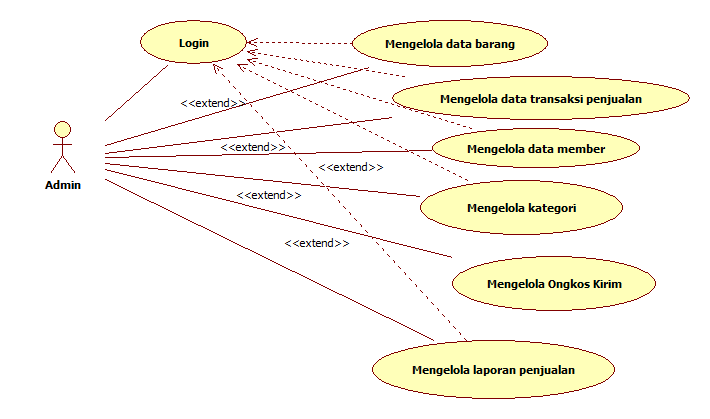 Login
Mengelola data barang
Mengelola data transaksi penjualan
<<extend>>
<<extend>>
Mengelola data member
<<extend>>
Admin
<<extend>>
Mengelola kategori
<<extend>>
Mengelola Ongkos Kirim
Mengelola laporan penjualan